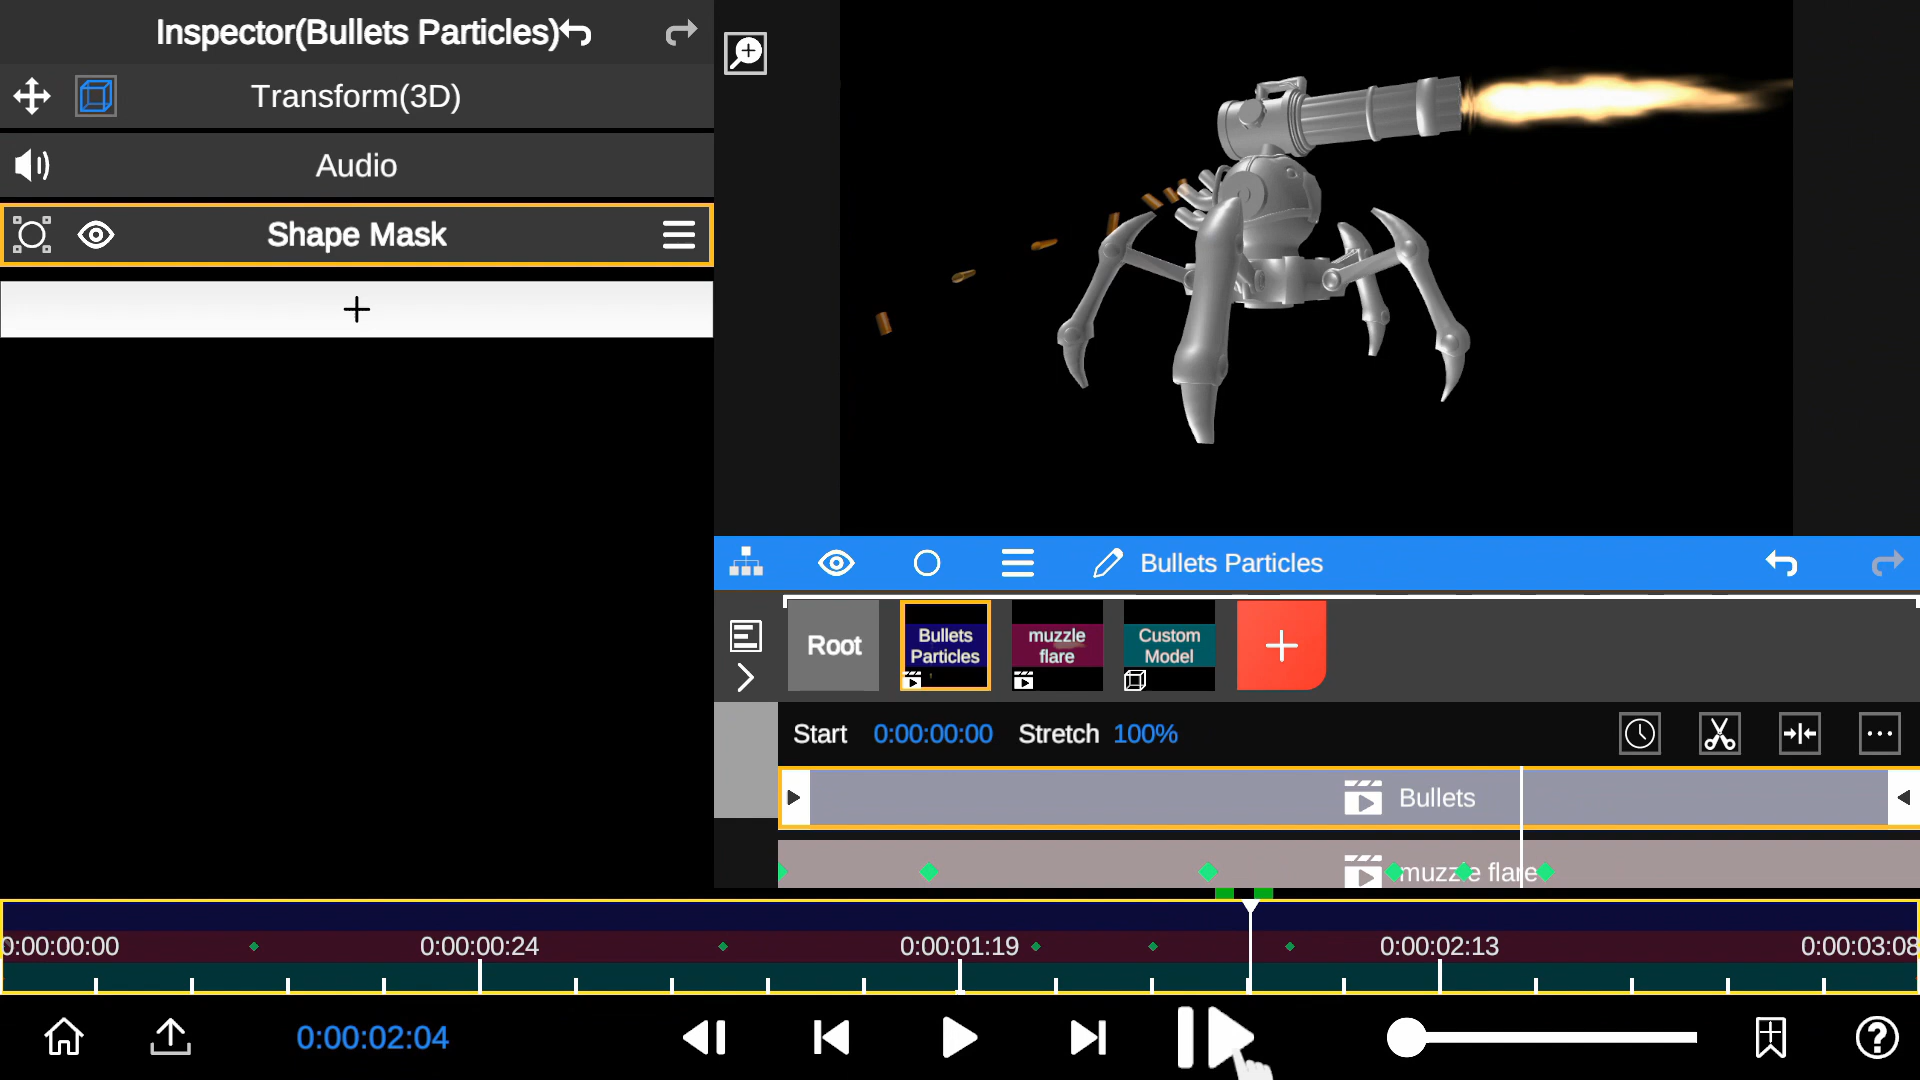 Inspector(Bullets Particles)
Transform(3D)
Audio
Shape Mask
Bullets Particles
Root
Bullets
Particles
muzzle
flare
Custom
Model
Start 0:00:00:00 Stretch 100%
Bullets
muzzle flare
0:00:00:00 0:00:00:24 0:00:01:19 0:00:02:13 0:00:03:08
0:00:02:04